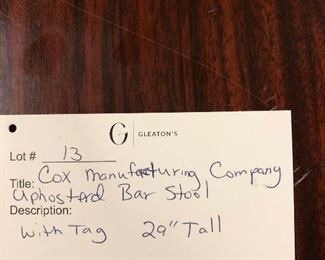 G | GLEATON'S
Lot # 13
Title: Cox Manufacturing Company
Uphosterd Bar Stool
Description:
With Tag 29" Tall